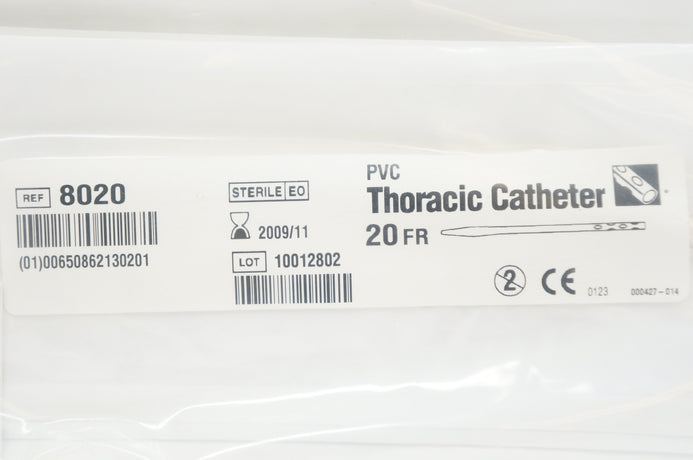 REF 8020
(01)00650862130201
STERILE EO
2009/11
LOT 10012802
PVC
Thoracic Catheter
20 FR
2
CE 0123
000427-014